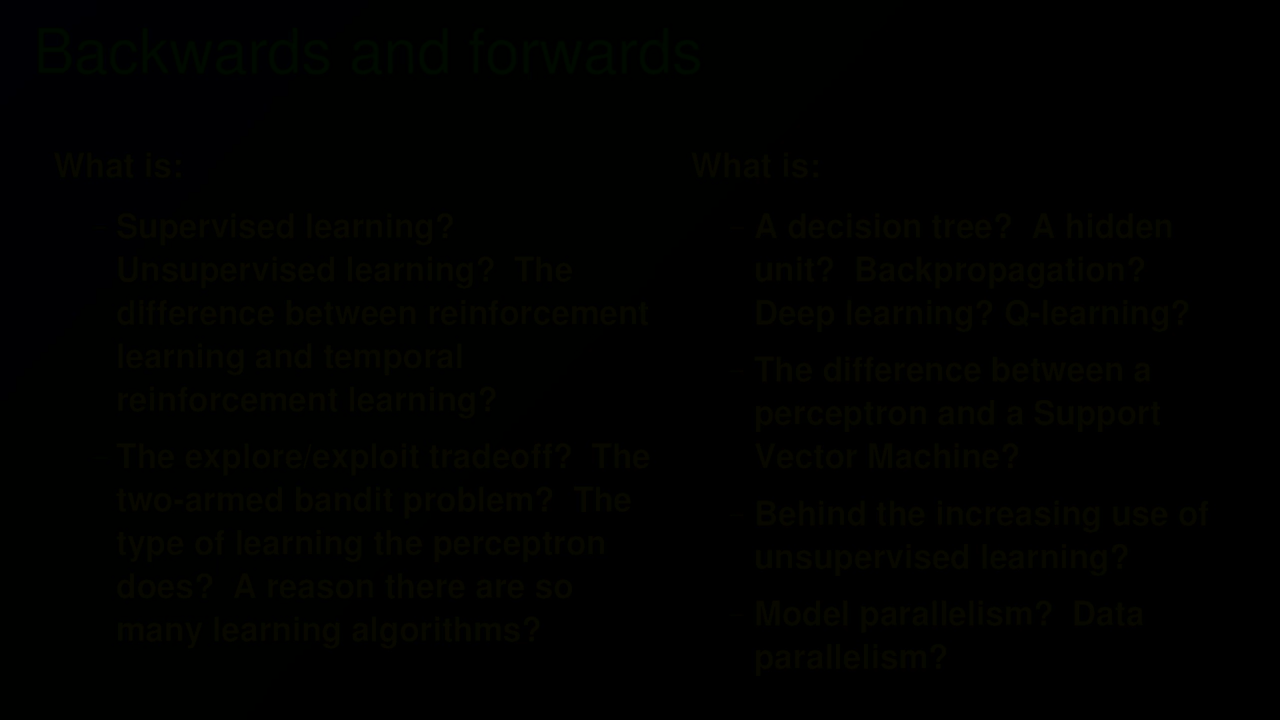 Backwards and forwards
What is:
– Supervised learning?
Unsupervised learning?  The
difference between reinforcement
learning and temporal
reinforcement learning?
– The explore/exploit tradeoff?  The
two-armed bandit problem?  The
type of learning the perceptron
does?  A reason there are so
many learning algorithms?
What is:
– A decision tree?  A hidden
unit?  Backpropagation?
Deep learning? Q-learning?
– The difference between a
perceptron and a Support
Vector Machine?
– Behind the increasing use of
unsupervised learning?
– Model parallelism?  Data
parallelism?